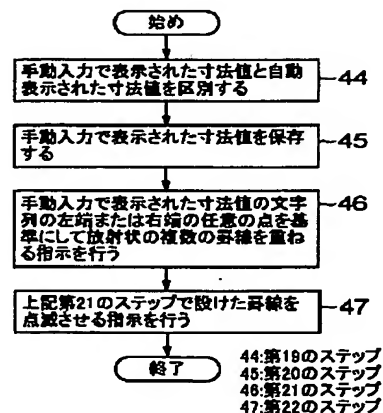 始め
手動入力で表示された寸法値と自動
表示された寸法値を区別する
44
手動入力で表示された寸法値を保存
する
45
手動入力で表示された寸法値の文字
列の左端または右端の任意の点を基
準にして放射状の複数の罫線を重ね
る指示を行う
46
上記第21のステップで設けた罫線を
点滅させる指示を行う
47
終了
44:第19のステップ
45:第20のステップ
46:第21のステップ
47:第22のステップ